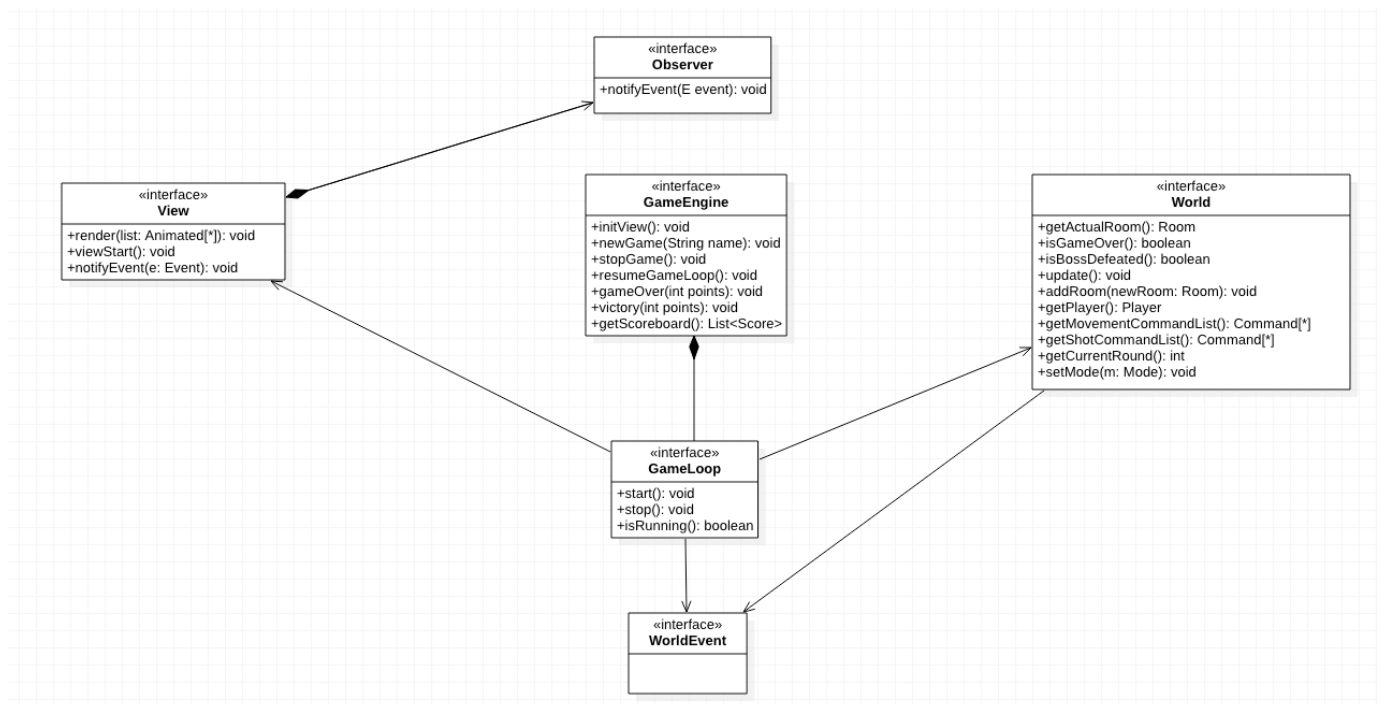 «interface»
Observer
+notifyEvent(E event): void
«interface»
View
+render(list: Animated[*]): void
+viewStart(): void
+notifyEvent(e: Event): void
«interface»
GameEngine
+initView(): void
+newGame(String name): void
+stopGame(): void
+resumeGameLoop(): void
+gameOver(int points): void
+victory(int points): void
+getScoreboard(): List<Score>
«interface»
World
+getActualRoom(): Room
+isGameOver(): boolean
+isBossDefeated(): boolean
+update(): void
+addRoom(newRoom: Room): void
+getPlayer(): Player
+getMovementCommandList(): Command[*]
+getShotCommandList(): Command[*]
+getCurrentRound(): int
+setMode(m: Mode): void
«interface»
GameLoop
+start(): void
+stop(): void
+isRunning(): boolean
«interface»
WorldEvent